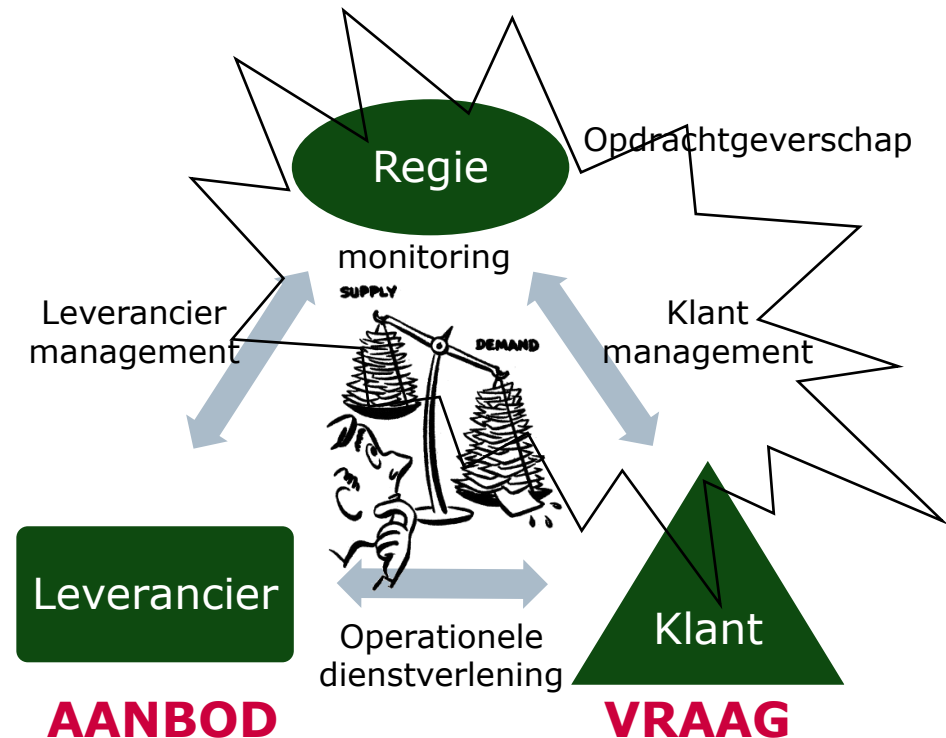 Regie
Opdrachtgeverschap
monitoring
SUPPLY
DEMAND
Leverancier
management
Klant
management
Leverancier
Operationele
dienstverlening
Klant
AANBOD
VRAAG